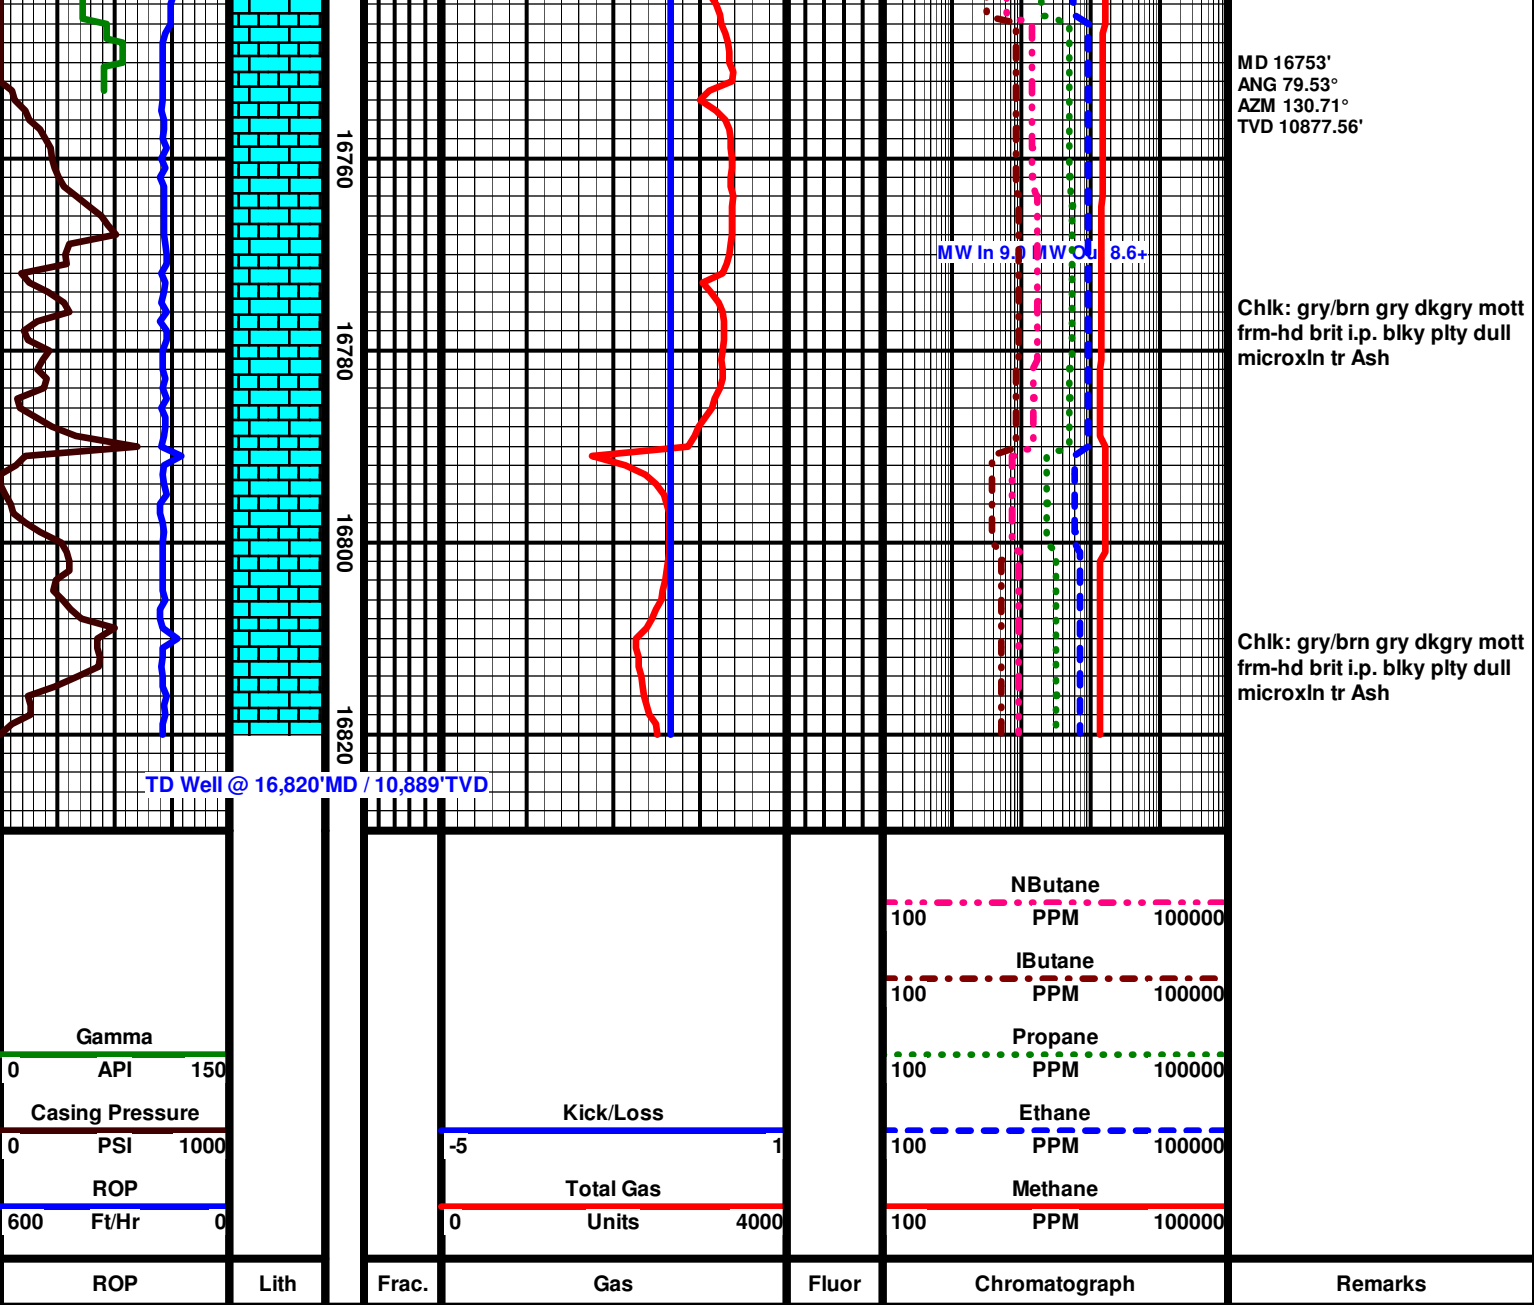 MD 16753'
ANG 79.53°
AZM 130.71°
TVD 10877.56'
16760
MW In 9.0 MW Ou 8.6+
Chlk: gry/brn gry dkgry mott
frm-hd brit i.p. blky plty dull
microxln tr Ash
16780
16800
Chlk: gry/brn gry dkgry mott
frm-hd brit i.p. blky plty dull
microxln tr Ash
16820
TD Well @ 16,820'MD / 10,889'TVD
NButane
100 PPM 100000
IButane
100 PPM 100000
Gamma
0 API 150
Propane
100 PPM 100000
Casing Pressure
0 PSI 1000
Kick/Loss
-5 1
Ethane
100 PPM 100000
ROP
600 Ft/Hr 0
Total Gas
0 Units 4000
Methane
100 PPM 100000
ROP Lith Frac. Gas Fluor Chromatograph Remarks